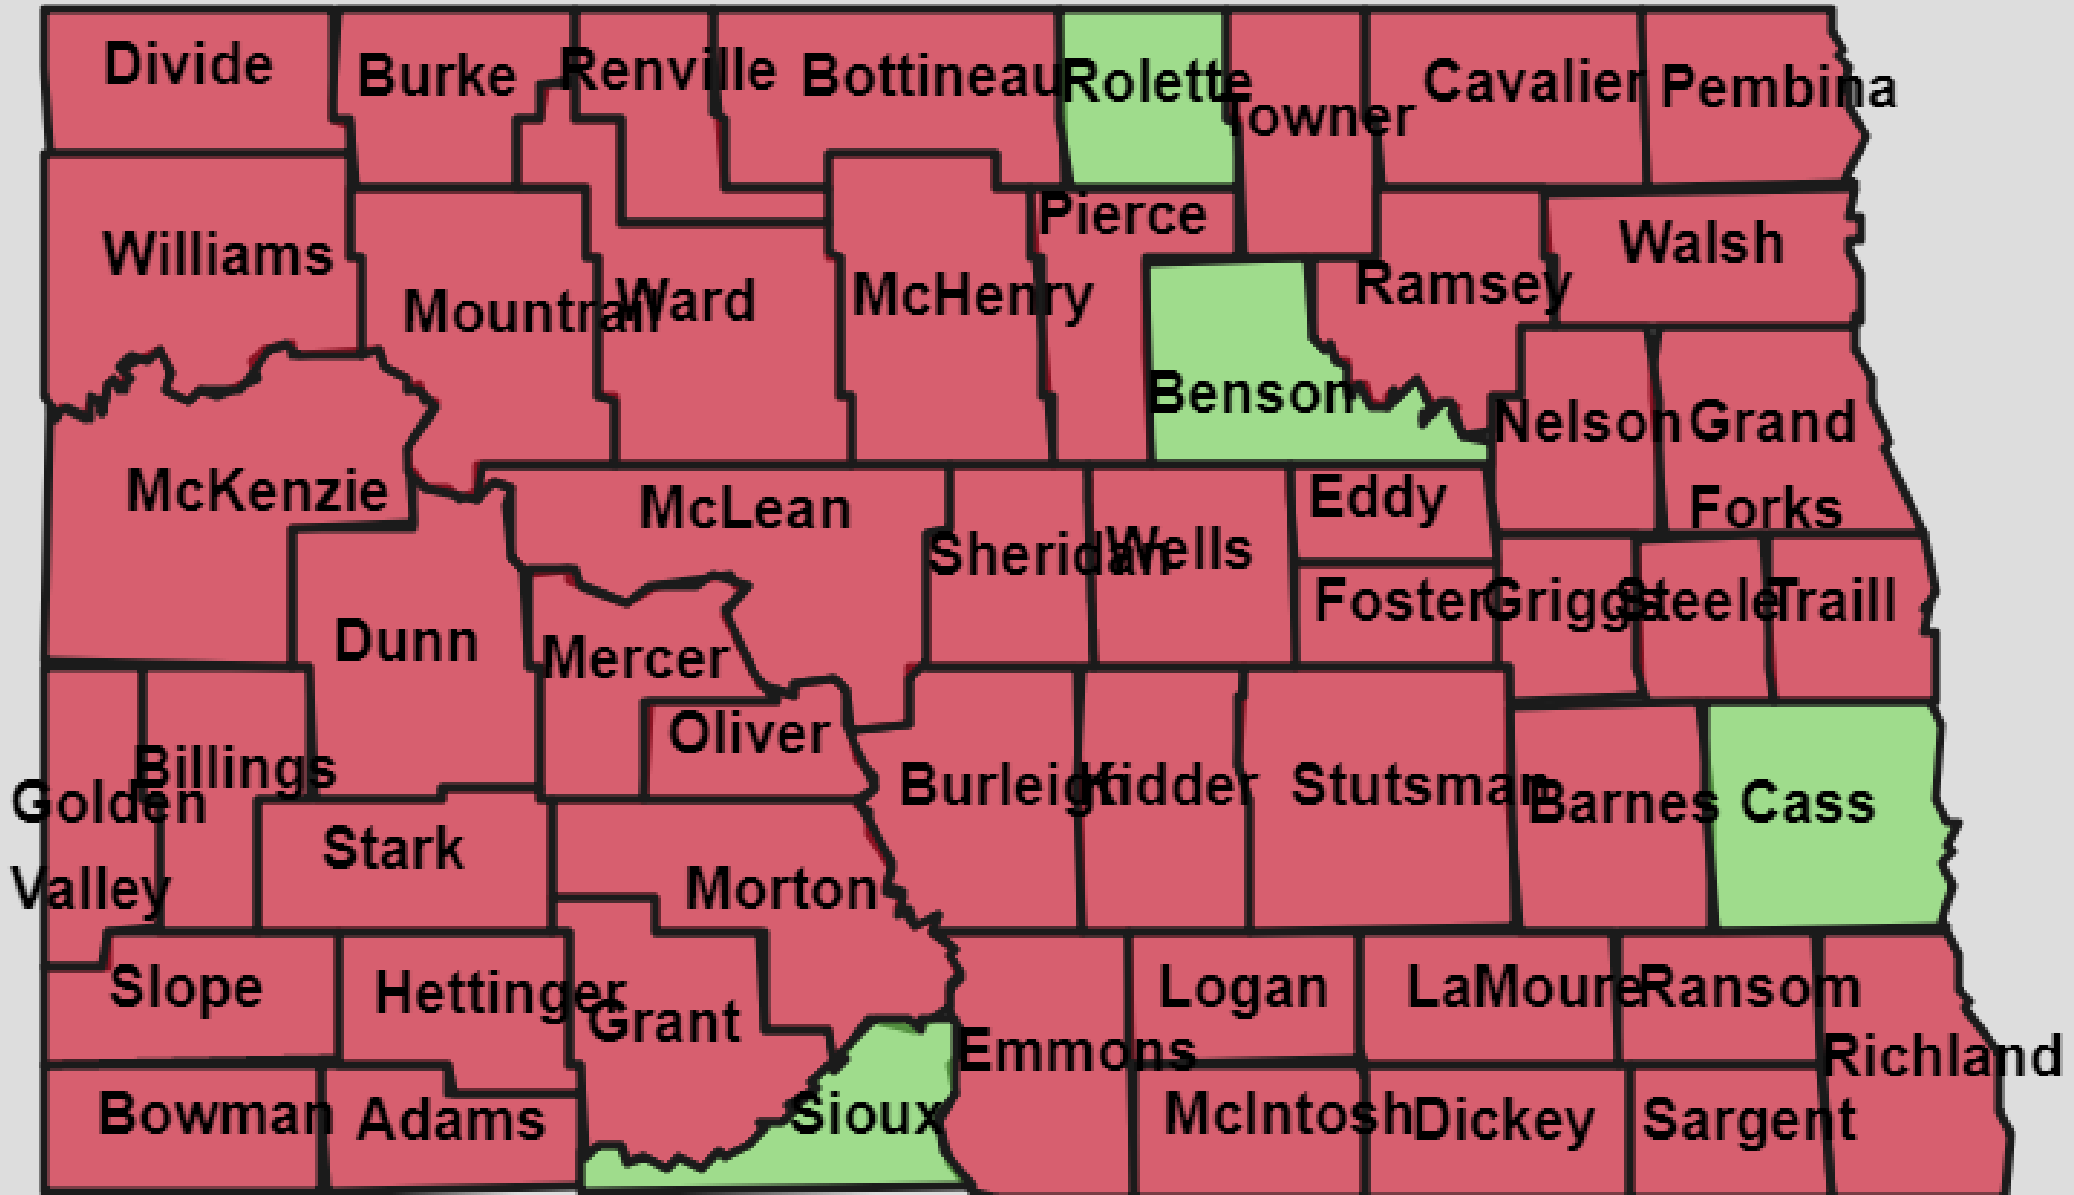 Divide
Burke
Renville
Bottineau
Rolette
Towner
Cavalier
Pembina
Williams
Mountrail
Ward
McHenry
Pierce
Benson
Ramsey
Walsh
McKenzie
McLean
Sheridan
Wells
Eddy
Nelson
Grand
Forks
Dunn
Mercer
Oliver
Foster
Griggs
Steele
Traill
Golden
Valley
Billings
Stark
Morton
Burleigh
Kidder
Stutsman
Barnes
Cass
Slope
Hettinger
Grant
Emmons
Logan
LaMoure
Ransom
Richland
Bowman
Adams
Sioux
McIntosh
Dickey
Sargent